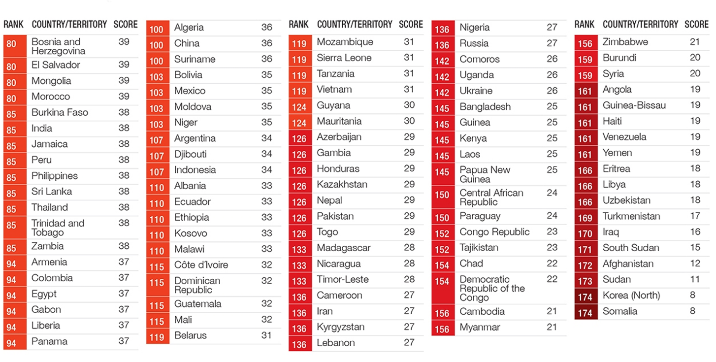 RANK COUNTRY/TERRITORY SCORE
80 Bosnia and Herzegovina 39
80 El Salvador 39
80 Mongolia 39
80 Morocco 39
85 Burkina Faso 38
85 India 38
85 Jamaica 38
85 Peru 38
85 Philippines 38
85 Sri Lanka 38
85 Thailand 38
85 Trinidad and Tobago 38
85 Zambia 38
94 Armenia 37
94 Colombia 37
94 Egypt 37
94 Gabon 37
94 Liberia 37
94 Panama 37
100 Algeria 36
100 China 36
100 Suriname 36
103 Bolivia 35
103 Mexico 35
103 Moldova 35
103 Niger 35
107 Argentina 34
107 Djibouti 34
107 Indonesia 34
110 Albania 33
110 Ecuador 33
110 Ethiopia 33
110 Kosovo 33
110 Malawi 33
115 Côte d'Ivoire 32
115 Dominican Republic 32
115 Guatemala 32
115 Mali 32
119 Belarus 31
RANK COUNTRY/TERRITORY SCORE
119 Mozambique 31
119 Sierra Leone 31
119 Tanzania 31
119 Vietnam 31
124 Guyana 30
124 Mauritania 30
126 Azerbaijan 29
126 Gambia 29
126 Honduras 29
126 Kazakhstan 29
126 Nepal 29
126 Pakistan 29
126 Togo 29
133 Madagascar 28
133 Nicaragua 28
133 Timor-Leste 28
136 Cameroon 27
136 Iran 27
136 Kyrgyzstan 27
136 Lebanon 27
136 Nigeria 27
136 Russia 27
142 Comoros 26
142 Uganda 26
142 Ukraine 26
145 Bangladesh 25
145 Guinea 25
145 Kenya 25
145 Laos 25
145 Papua New Guinea 25
150 Central African Republic 24
150 Paraguay 24
152 Congo Republic 23
152 Tajikistan 23
154 Chad 22
154 Democratic Republic of the Congo 22
156 Cambodia 21
156 Myanmar 21
RANK COUNTRY/TERRITORY SCORE
156 Zimbabwe 21
159 Burundi 20
159 Syria 20
161 Angola 19
161 Guinea-Bissau 19
161 Haiti 19
161 Venezuela 19
161 Yemen 19
166 Eritrea 18
166 Libya 18
166 Uzbekistan 18
169 Turkmenistan 17
170 Iraq 16
171 South Sudan 15
172 Afghanistan 12
173 Sudan 11
174 Korea (North) 8
174 Somalia 8